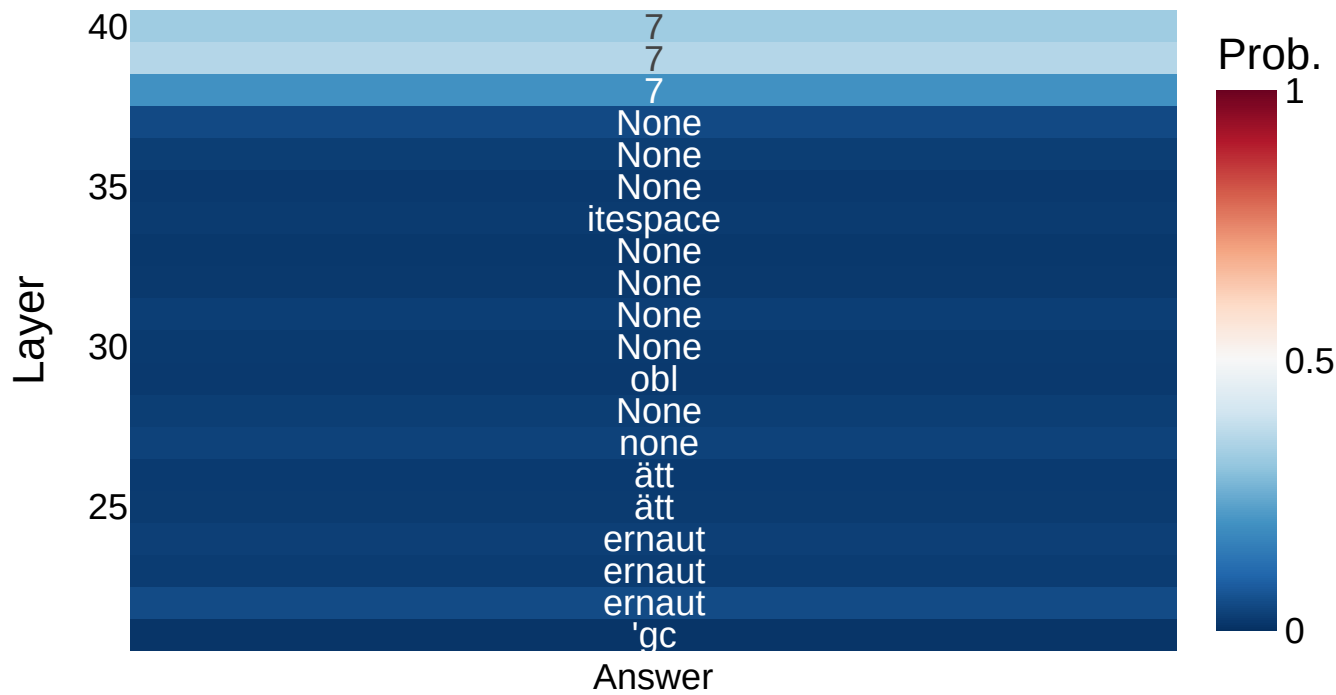 40
7
7
7
None
None
35
None
itespace
None
None
None
30
None
obl
None
none
ätt
25
ätt
ernaut
ernaut
ernaut
'gc
Layer
Answer
Prob.
1
0.5
0